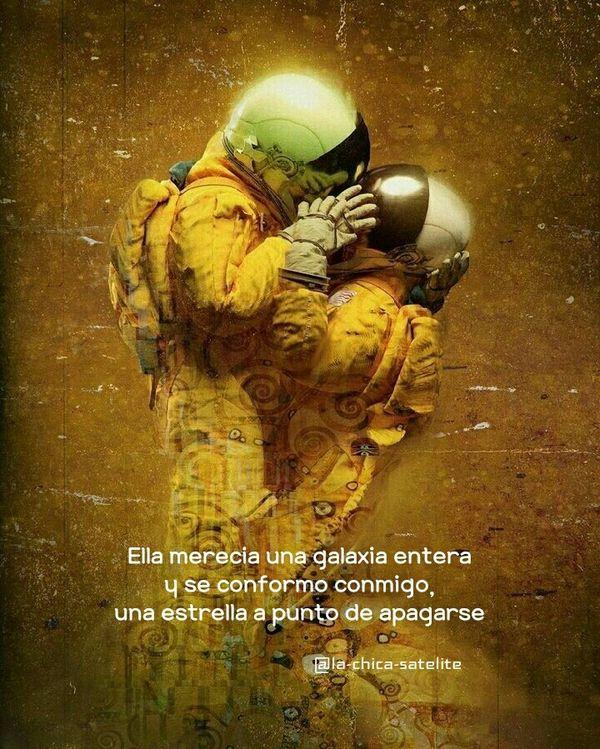 Ella merecia una galaxia entera
y se conformo conmigo,
una estrella a punto de apagarse
@la-chica-satelite